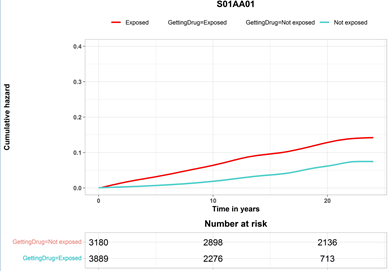 S01AA01
Exposed GettingDrug=Exposed GettingDrug=Not exposed Not exposed
Cumulative hazard
0.4
0.3
0.2
0.1
0.0
0 10 20
Time in years
Number at risk
GettingDrug=Not exposed 3180 2898 2136
GettingDrug=Exposed 3889 2276 713